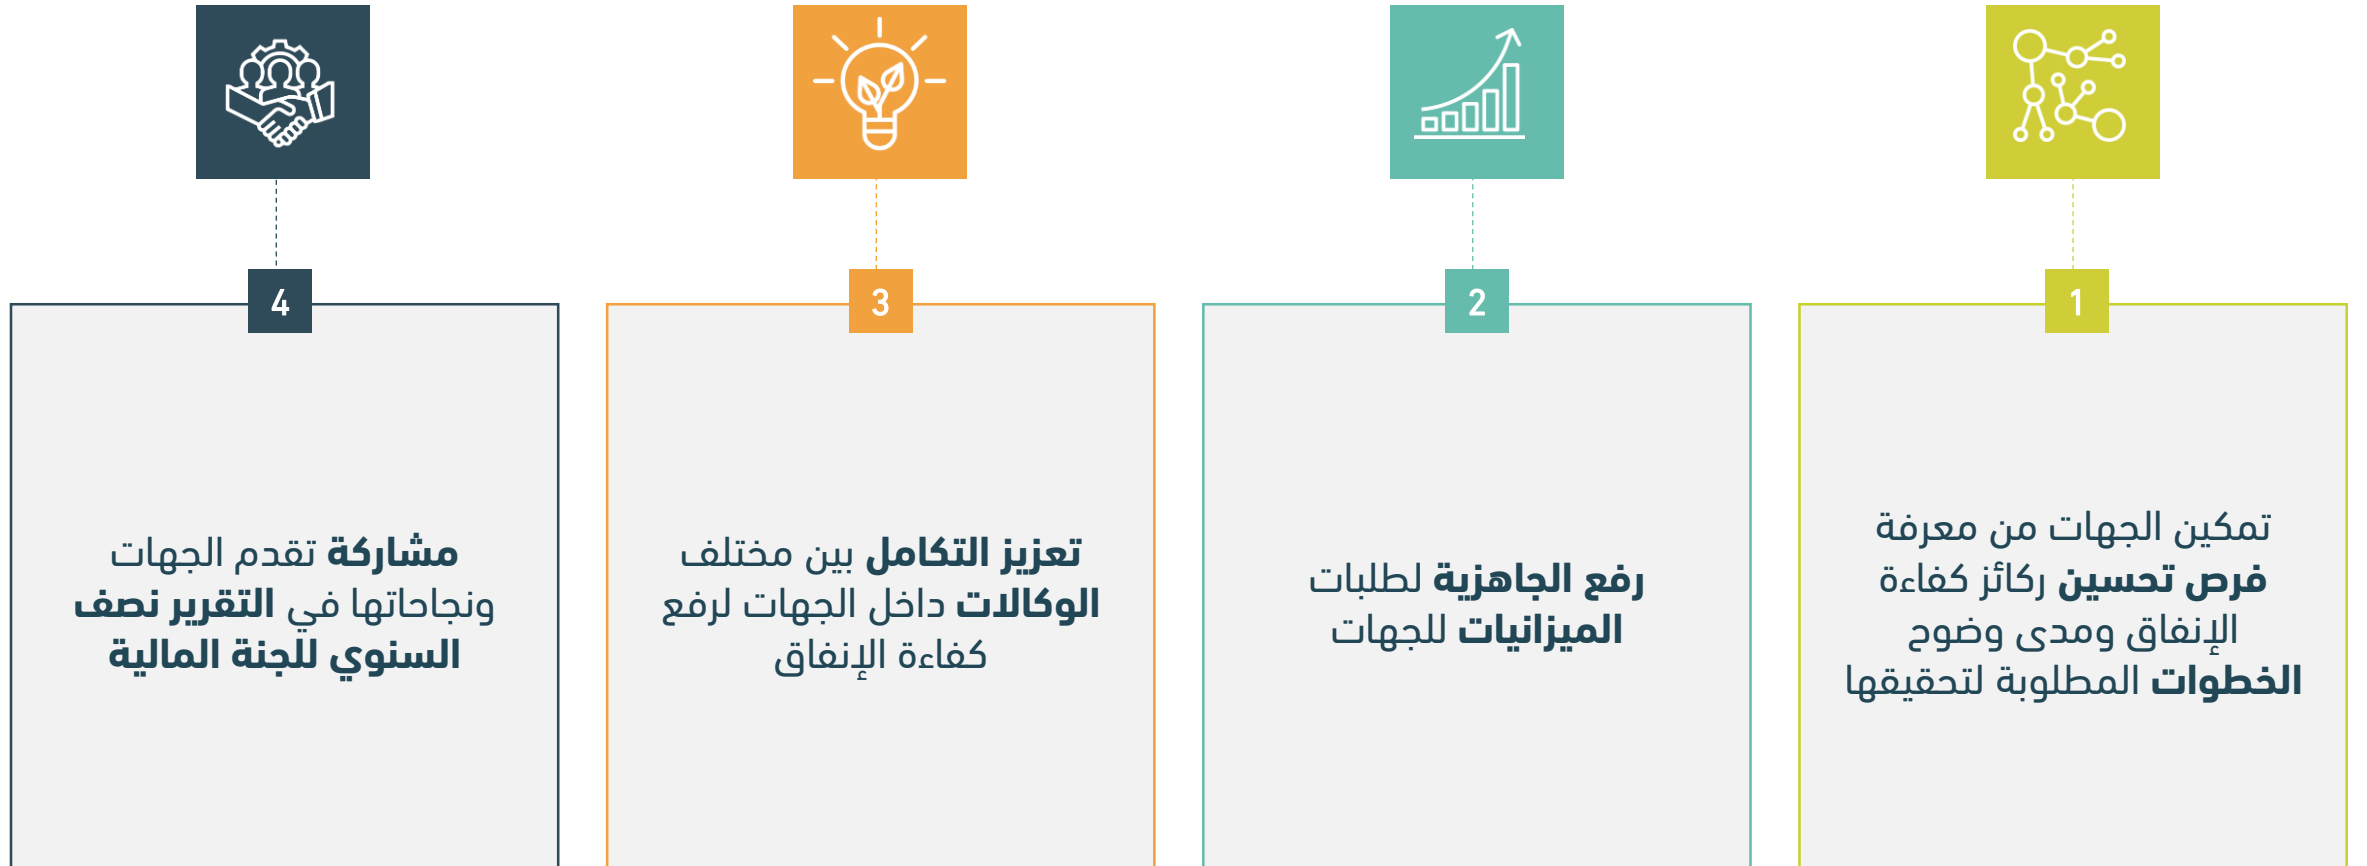 1
تمكين الجهات من معرفة
فرص تحسين ركائز كفاءة
الإنفاق ومدى وضوح
الخطوات المطلوبة لتحقيقها
2
رفع الجاهزية لطلبات
الميزانيات للجهات
3
تعزيز التكامل بين مختلف
الوكالات داخل الجهات لرفع
كفاءة الإنفاق
4
مشاركة تقدم الجهات
ونجاحاتها في التقرير نصف
السنوي للجنة المالية